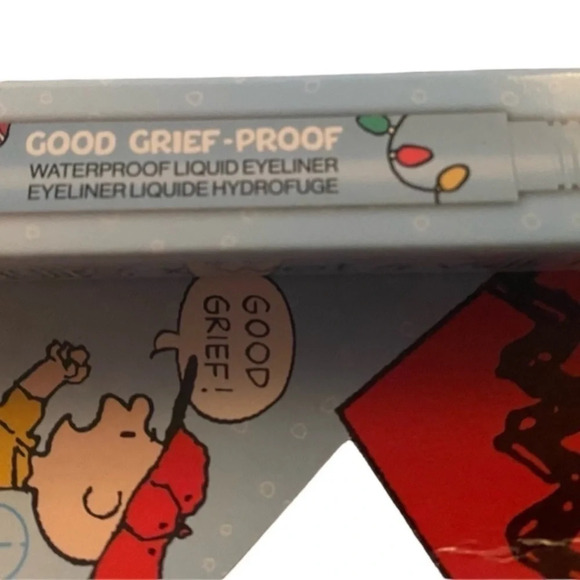 GOOD GRIEF-PROOF
WATERPROOF LIQUID EYELINER
EYELINER LIQUIDE HYDROFUGE
GOOD
GRIEF!